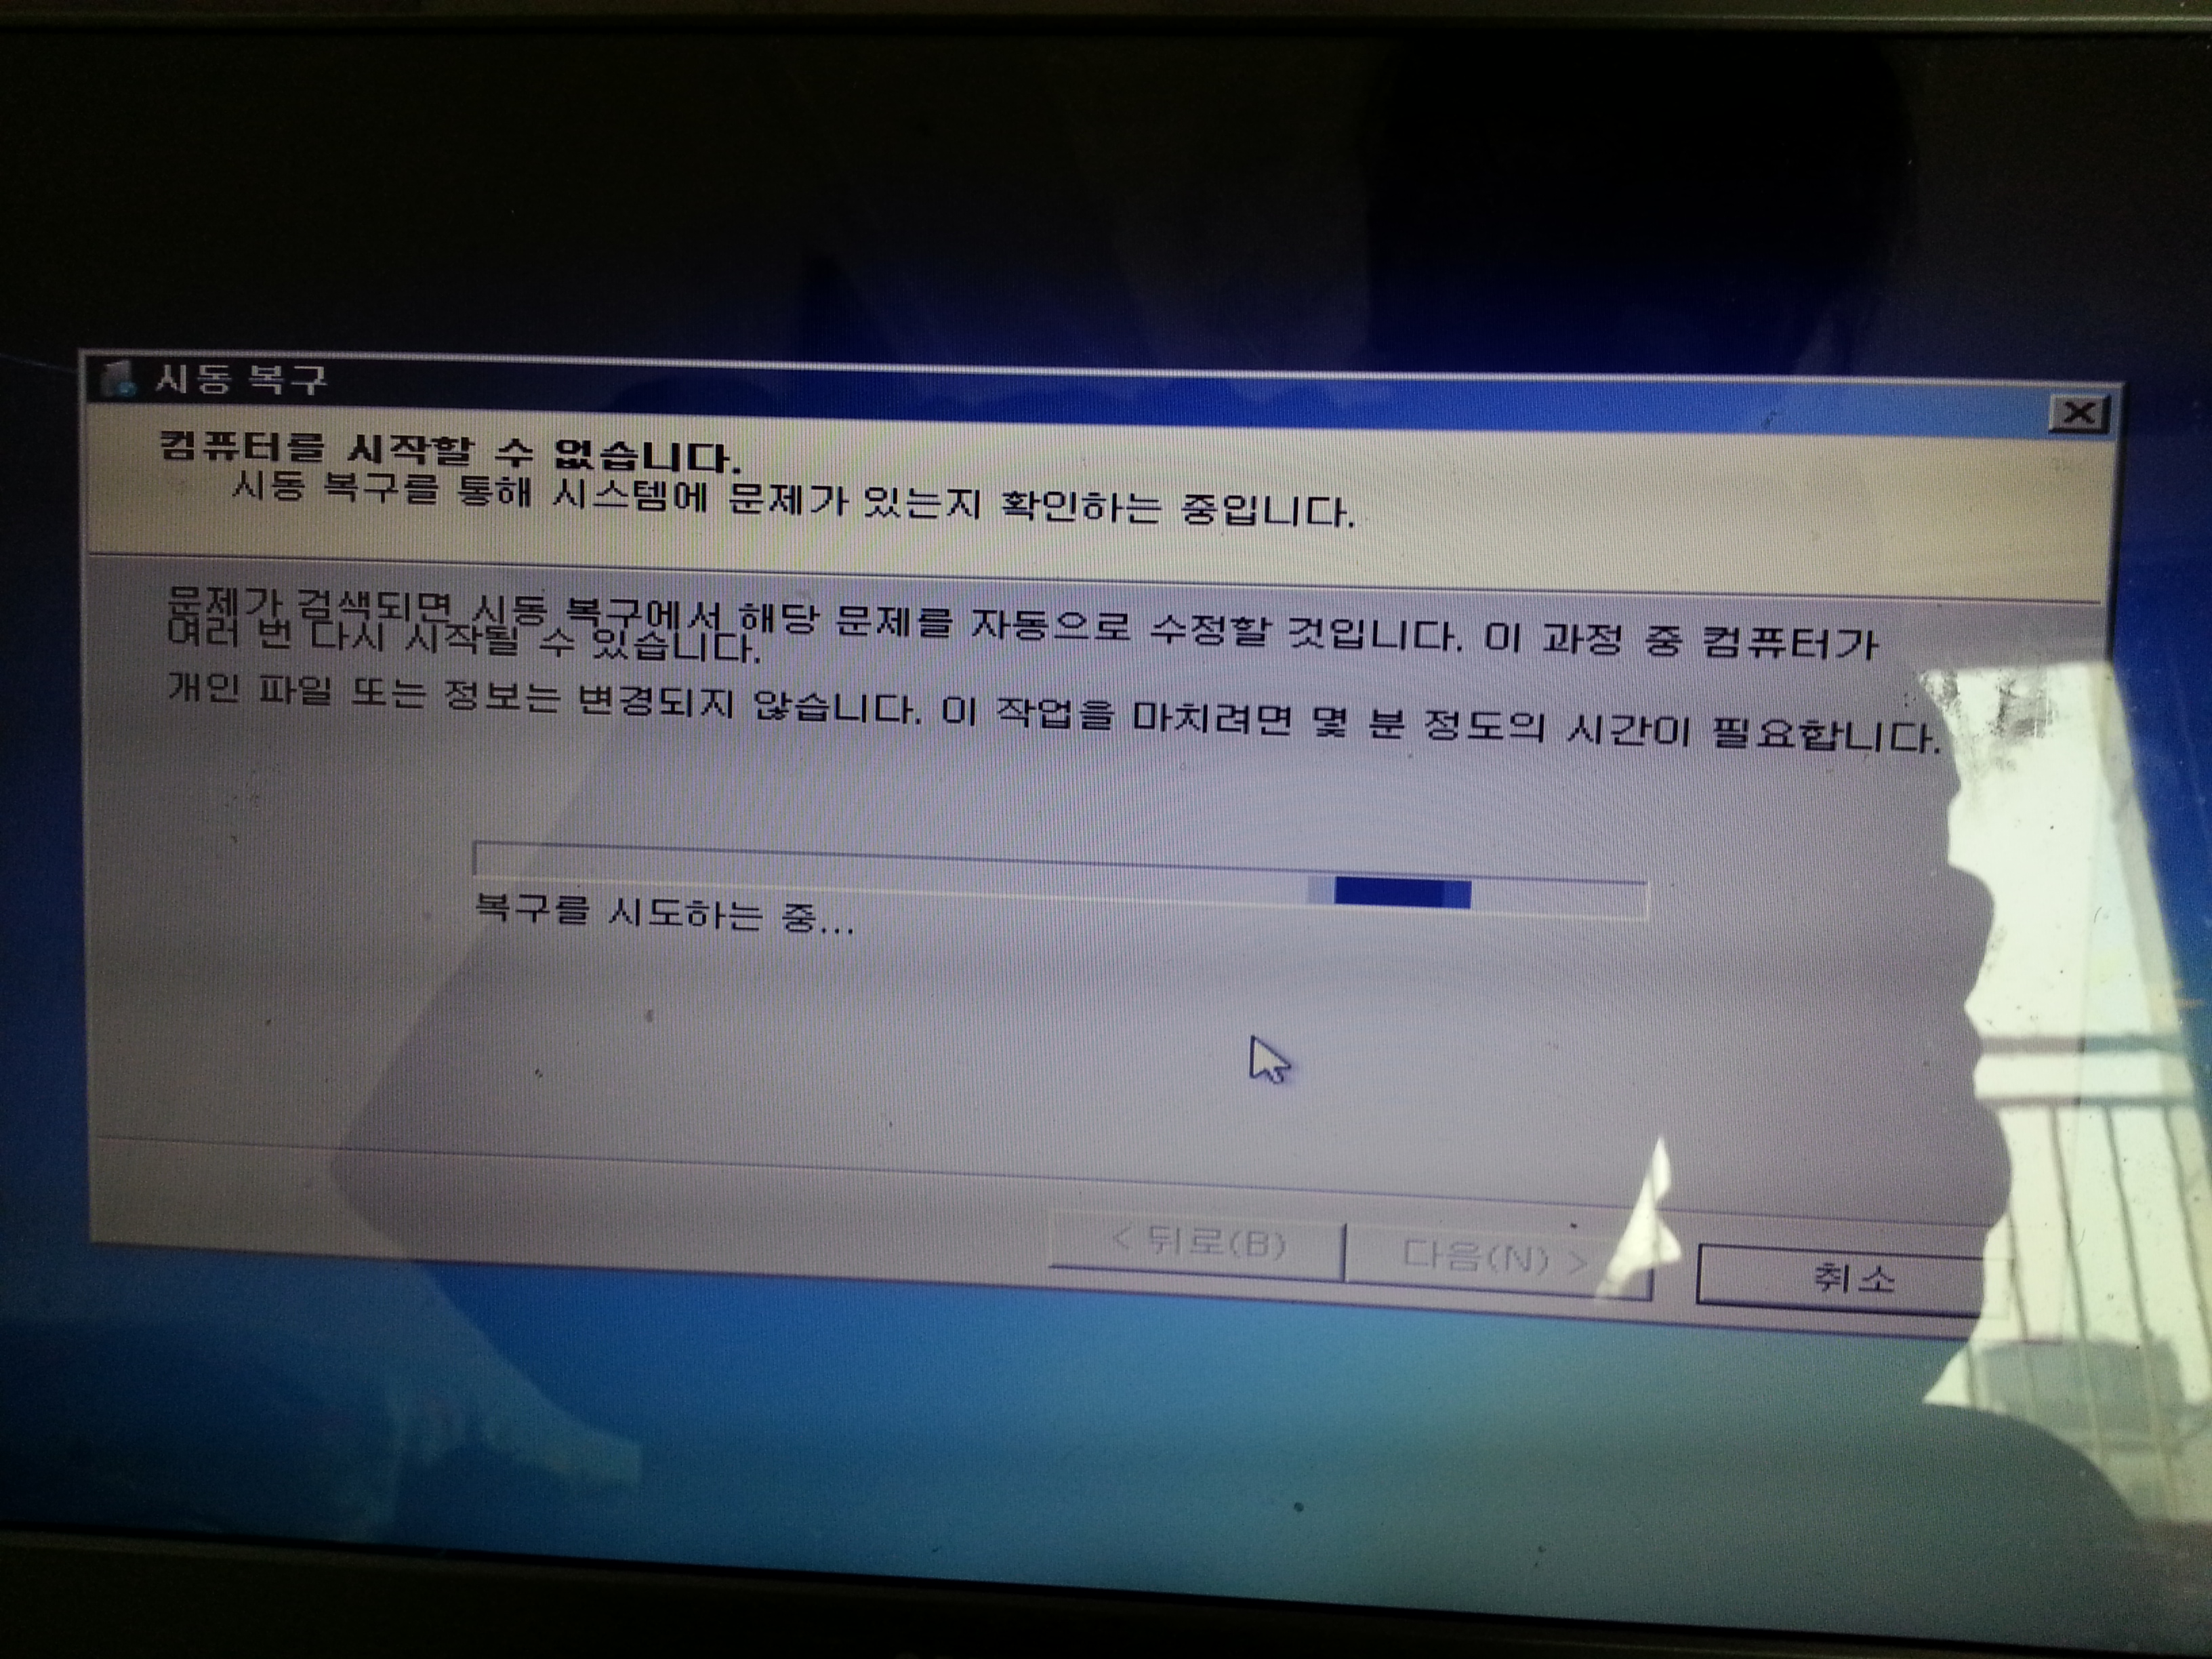 시동 복구
컴퓨터를 시작할 수 없습니다.
시동 복구를 통해 시스템에 문제가 있는지 확인하는 중입니다.
문제가 검색되면 시동 복구에서 해당 문제를 자동으로 수정할 것입니다. 이 과정 중 컴퓨터가
여러 번 다시 시작될 수 있습니다.
개인 파일 또는 정보는 변경되지 않습니다. 이 작업을 마치려면 몇 분 정도의 시간이 필요합니다.
복구를 시도하는 중...
< 뒤로(B) 다음(N) > 취소